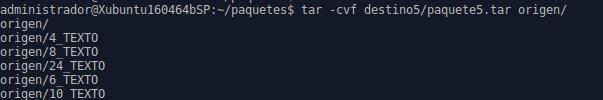 administrador@Xubuntu160464bSP:~/paquetes$ tar -cvf destino5/paquete5.tar origen/
origen/
origen/4_TEXTO
origen/8_TEXTO
origen/24_TEXTO
origen/6_TEXTO
origen/10_TEXTO